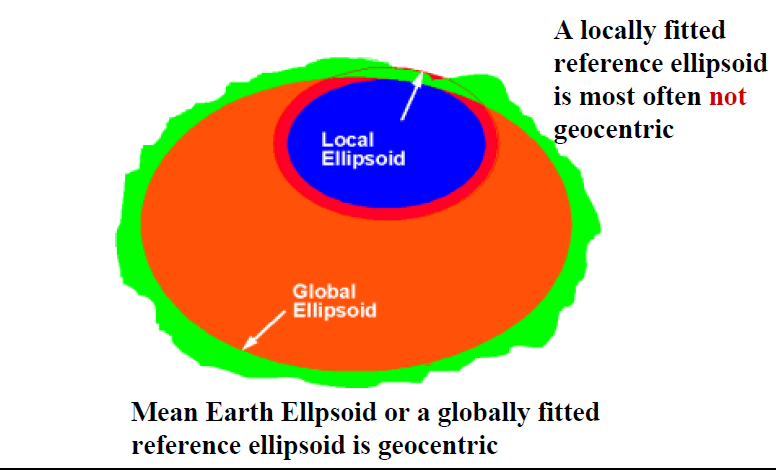 A locally fitted
reference ellipsoid
is most often not
geocentric
Local
Ellipsoid
Global
Ellipsoid
Mean Earth Ellpsoid or a globally fitted
reference ellipsoid is geocentric